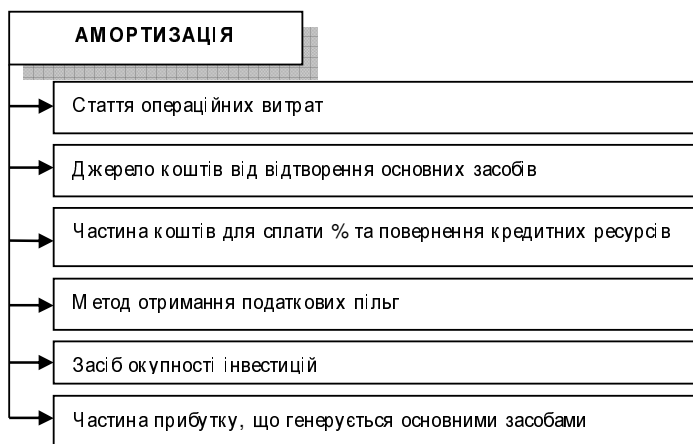 АМОРТИЗАЦІЯ
Стаття операційних витрат
Джерело коштів від відтворення основних засобів
Частина коштів для сплати % та повернення кредитних ресурсів
Метод отримання податкових пільг
Засіб окупності інвестицій
Частина прибутку, що генерується основними засобами